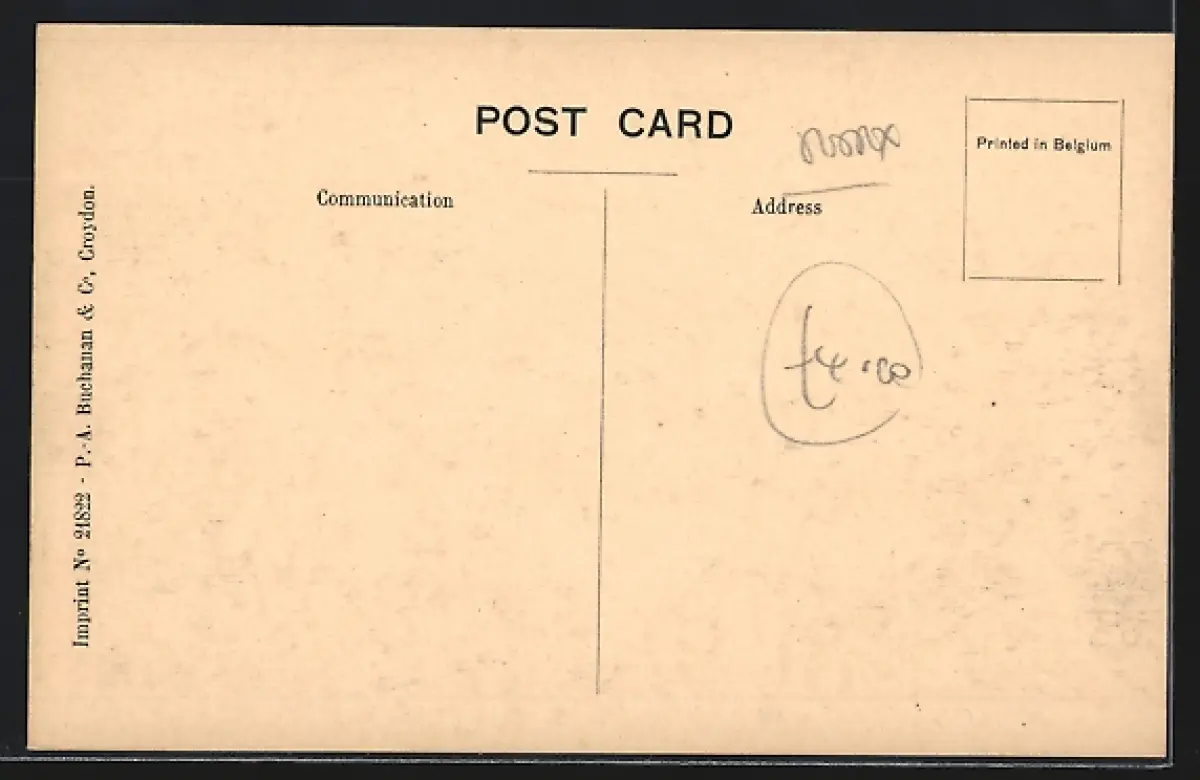 POST CARD
Printed in Belgium
Communication
Address
£4.00
Imprint Nº 21822 - P.-A. Buchanan & Cº, Croydon.